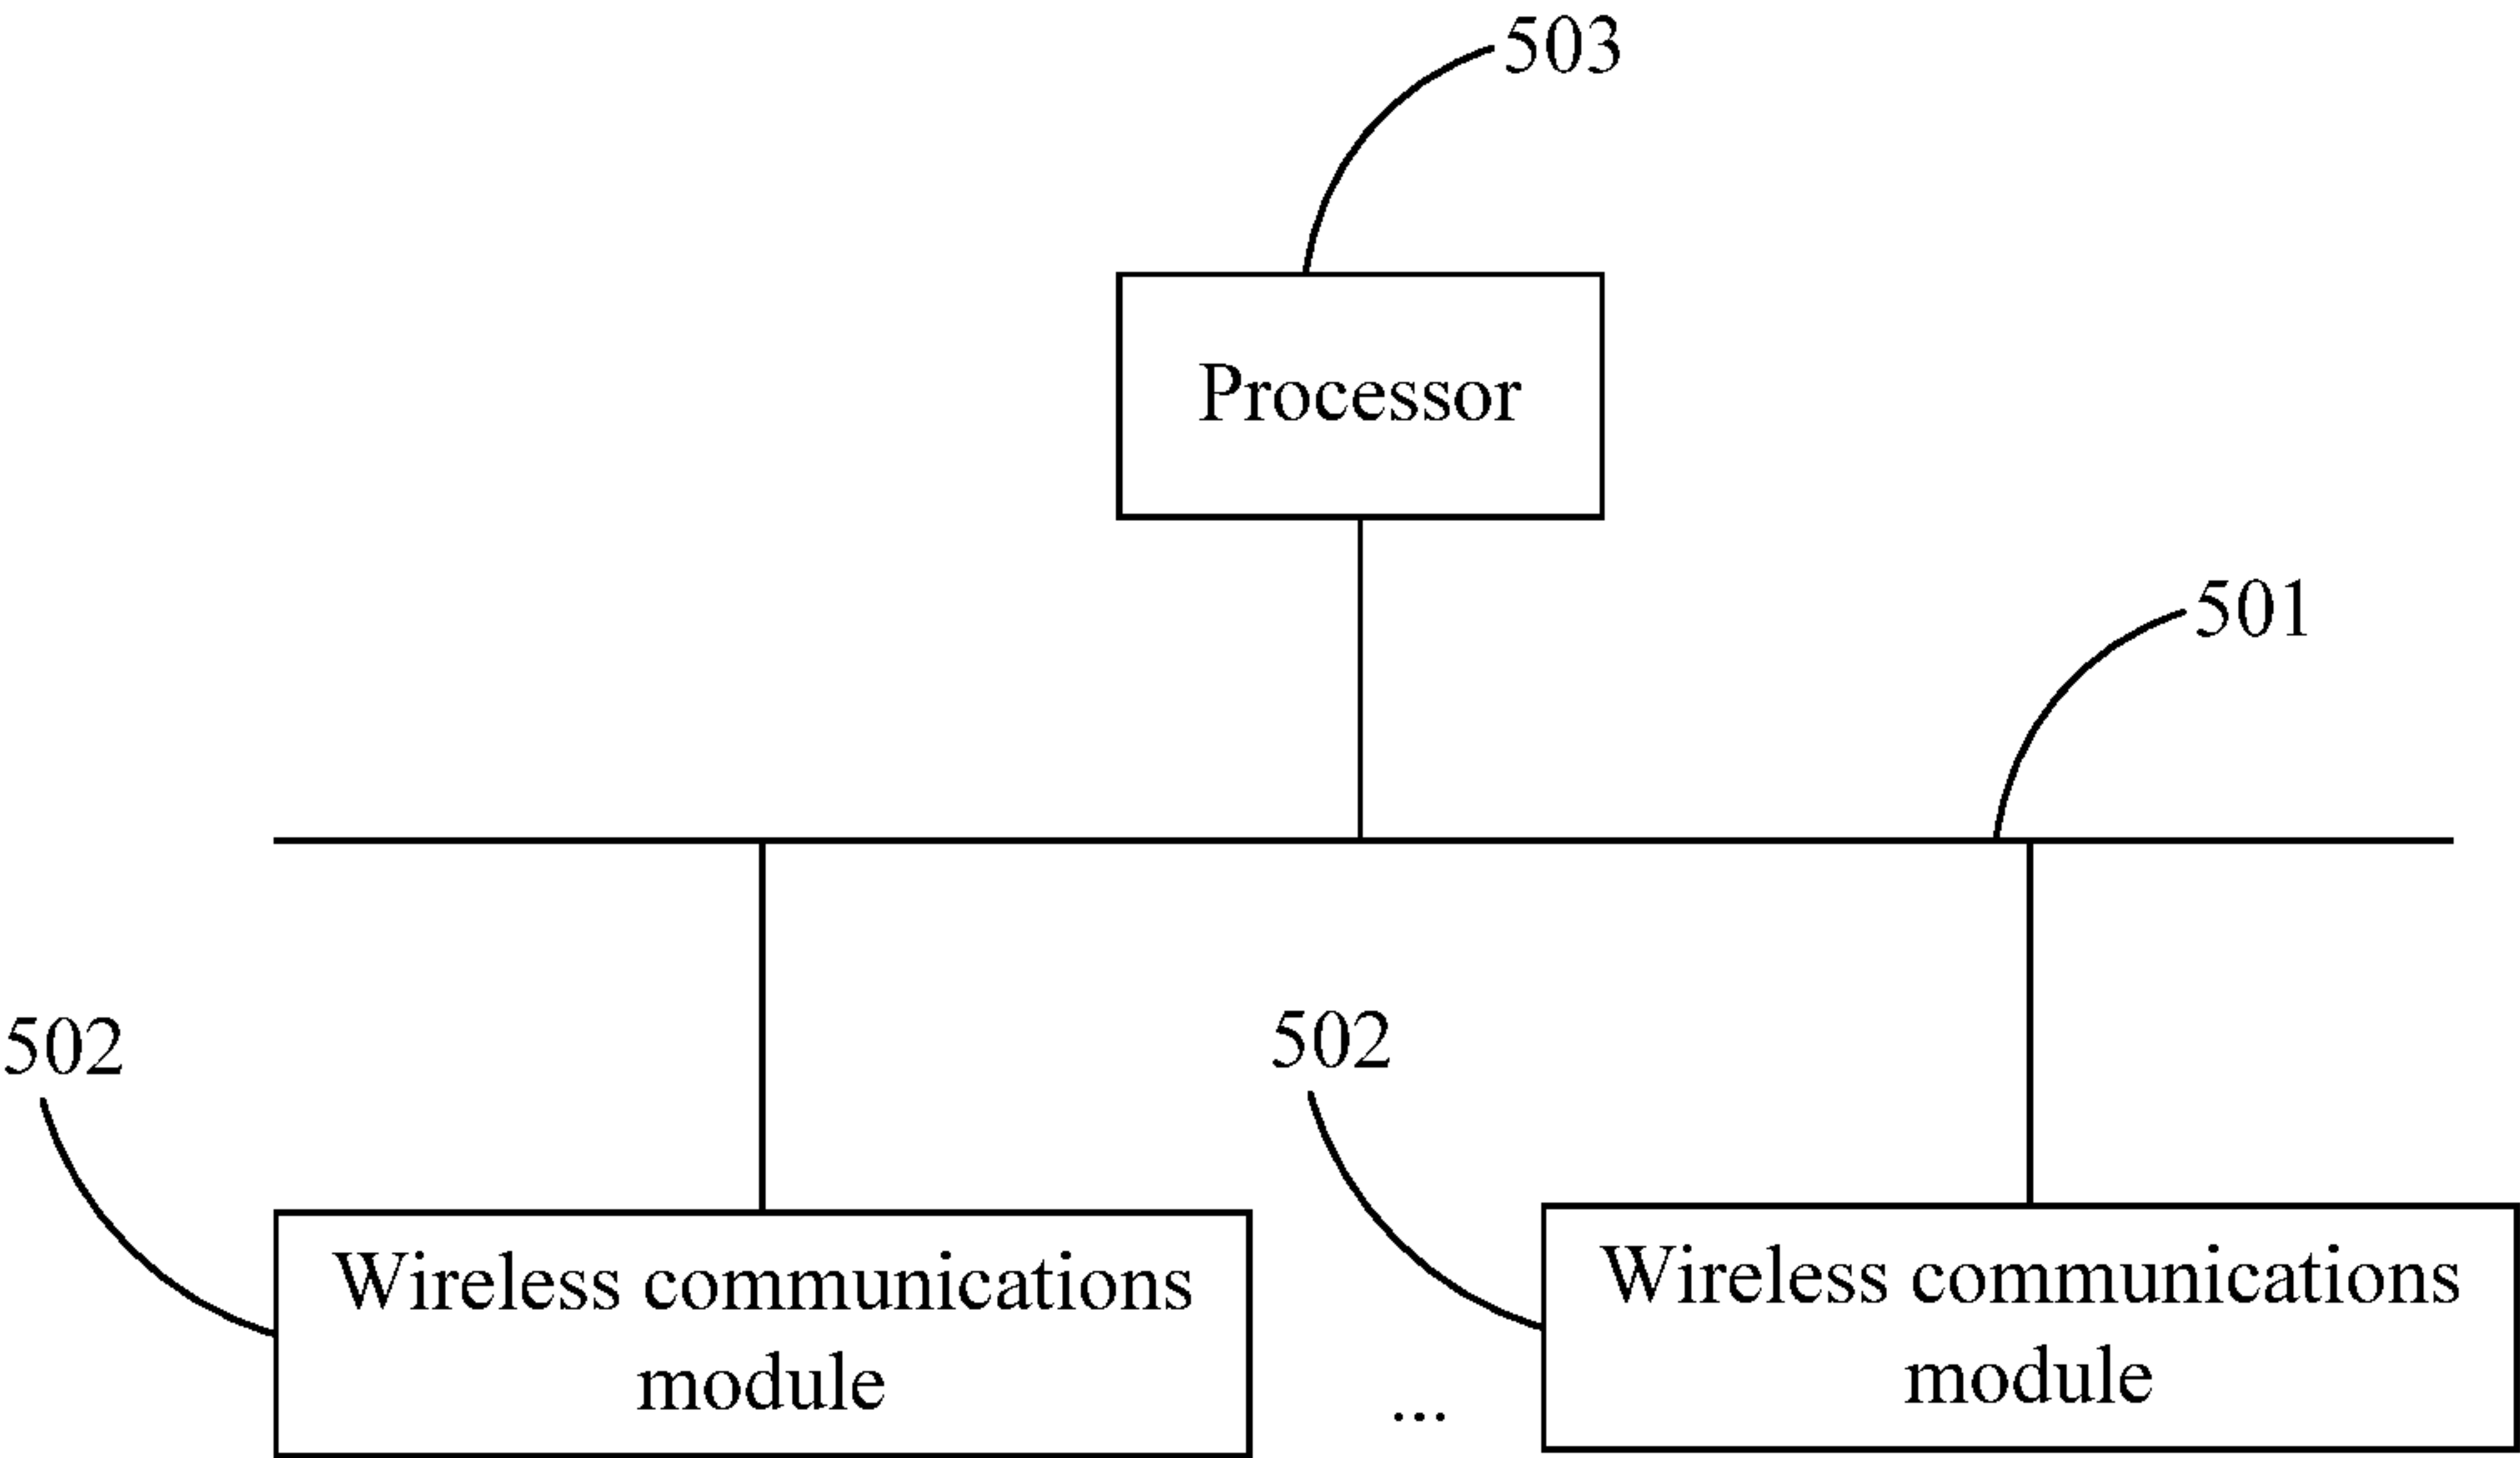 503
Processor
501
502
502
Wireless communications
module
...
Wireless communications
module